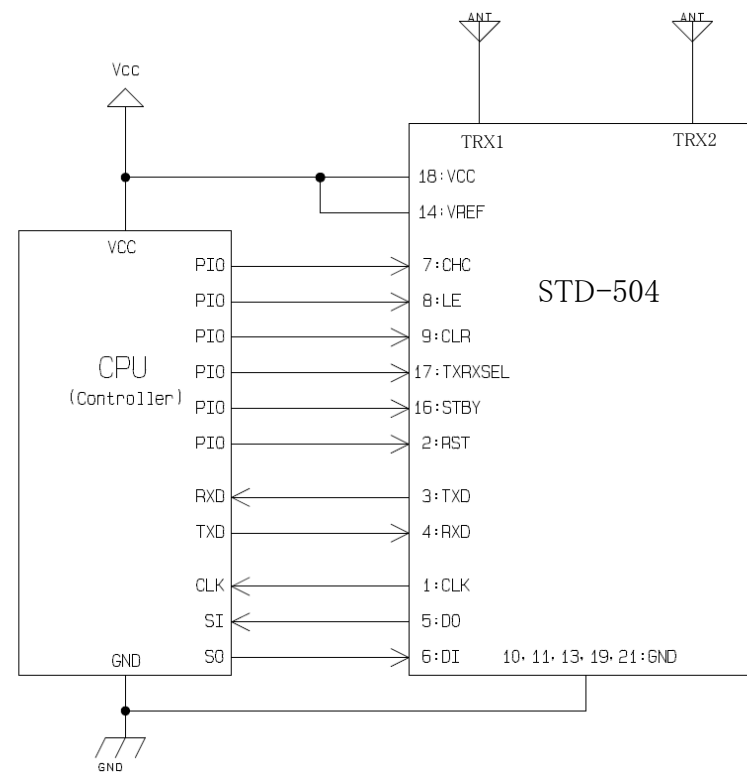 ANT ANT
Vcc
TRX1 TRX2
18:VCC
14:VREF
VCC
PIO 7:CHC
PIO 8:LE
STD-504
PIO 9:CLR
CPU
PIO 17:TXRXSEL
(Controller)
PIO 16:STBY
PIO 2:RST
RXD 3:TXD
TXD 4:RXD
CLK 1:CLK
SI 5:DO
GND SO 6:DI 10,11,13,19,21:GND
GND